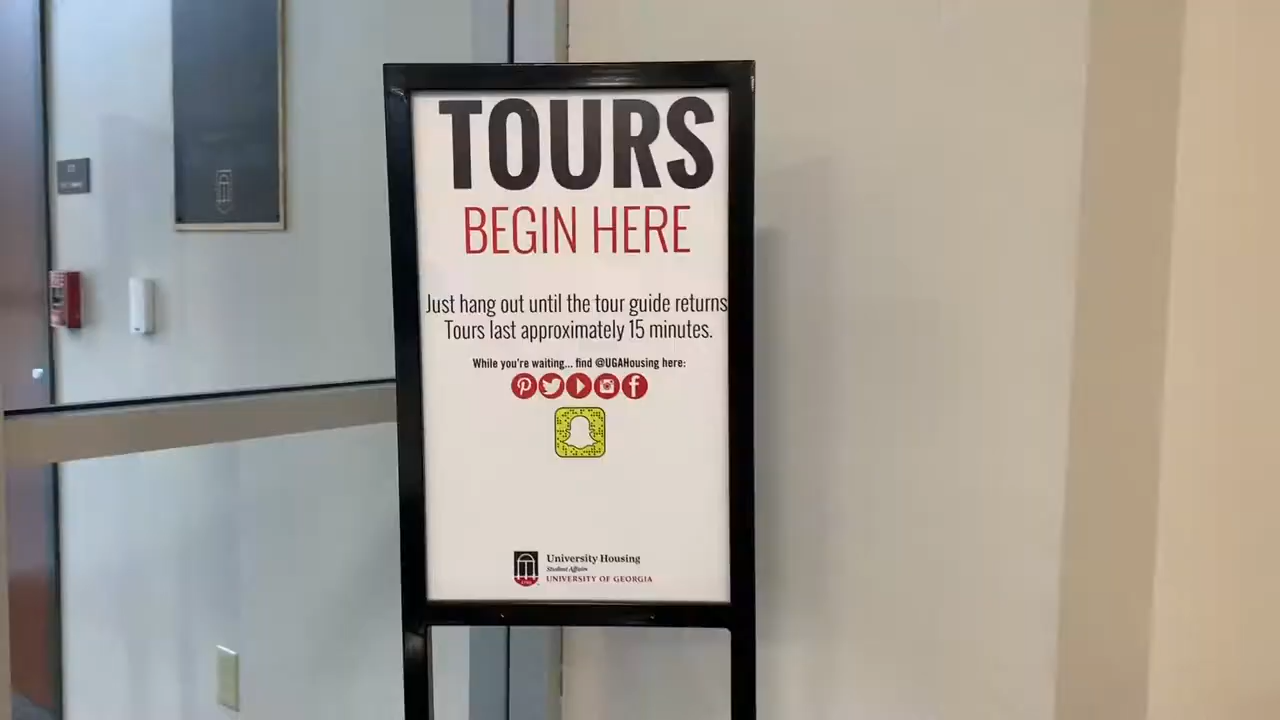 TOURS
BEGIN HERE
Just hang out until the tour guide returns
Tours last approximately 15 minutes.
While you're waiting... find @UGAHousing here:
University Housing
Student Affairs
UNIVERSITY OF GEORGIA